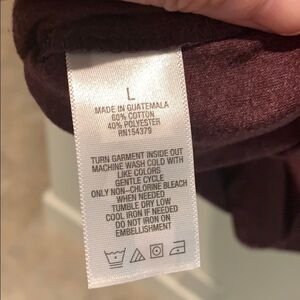 L
MADE IN GUATEMALA
60% COTTON
40% POLYESTER
RN154379
TURN GARMENT INSIDE OUT
MACHINE WASH COLD WITH
LIKE COLORS
GENTLE CYCLE
ONLY NON-CHLORINE BLEACH
WHEN NEEDED
TUMBLE DRY LOW
COOL IRON IF NEEDED
DO NOT IRON ON
EMBELLISHMENT